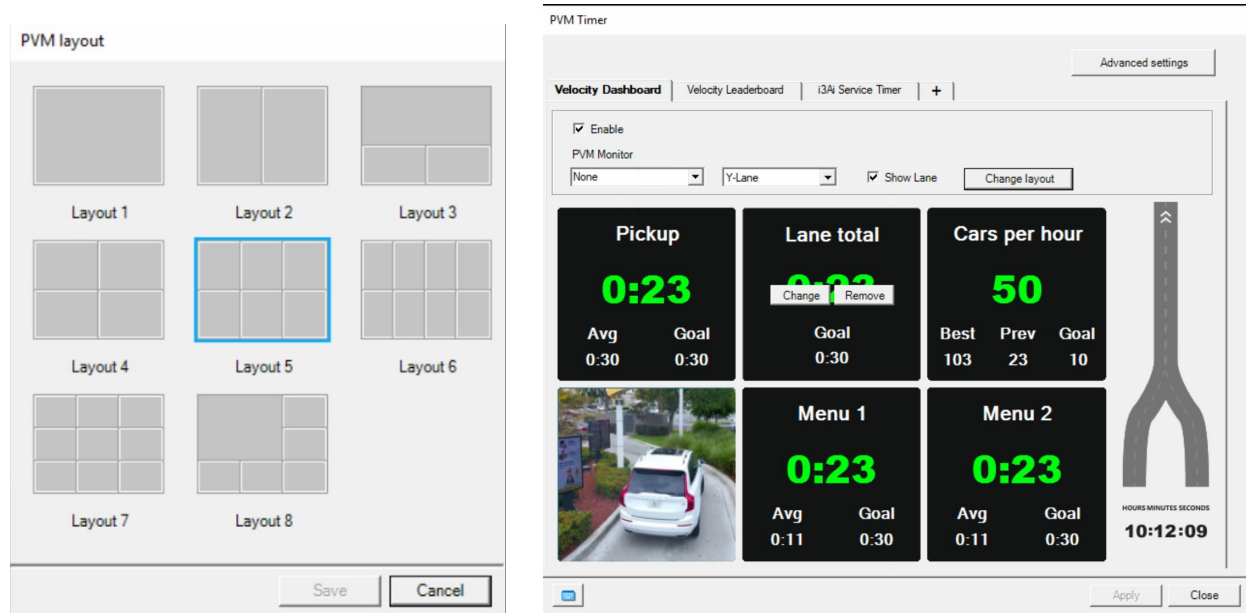 PVM layout
Layout 1
Layout 2
Layout 3
Layout 4
Layout 5
Layout 6
Layout 7
Layout 8
Save
Cancel
PVM Timer
Advanced settings
Velocity Dashboard
Velocity Leaderboard
i3Ai Service Timer
+
Enable
PVM Monitor
None
Y-Lane
Show Lane
Change layout
Pickup
0:23
Avg Goal
0:30 0:30
Lane total
Change Remove
Goal
0:30
Cars per hour
50
Best Prev Goal
103 23 10
Menu 1
0:23
Avg Goal
0:11 0:30
Menu 2
0:23
Avg Goal
0:11 0:30
HOURS MINUTES SECONDS
10:12:09
Apply
Close